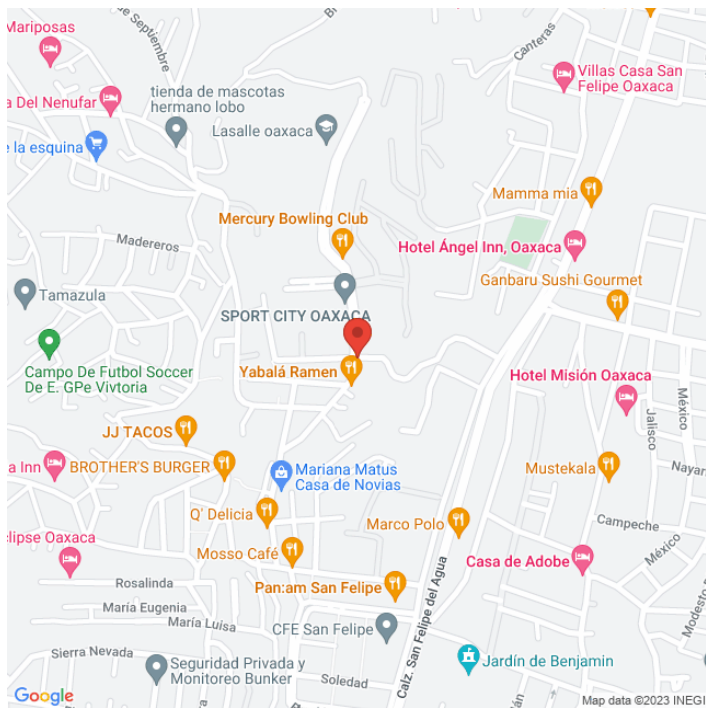 Mariposas
de Septiembre
Canteras
Villas Casa San
Felipe Oaxaca
tienda de mascotas
hermano lobo
a Del Nenufar
Lasalle oaxaca
e la esquina
Mamma mia
Mercury Bowling Club
Madereros
Hotel Ángel Inn, Oaxaca
Ganbaru Sushi Gourmet
Tamazula
SPORT CITY OAXACA
Campo De Futbol Soccer
De E. GPe Vivtoria
Yabalá Ramen
Hotel Misión Oaxaca
México
Jalisco
JJ TACOS
a Inn
BROTHER'S BURGER
Mariana Matus
Casa de Novias
Mustekala
Nayar
Q' Delicia
Marco Polo
Campeche
clipse Oaxaca
Mosso Café
México
Casa de Adobe
Rosalinda
Pan:am San Felipe
María Eugenia
María Luisa
CFE San Felipe
Calz. San Felipe del Agua
Modesto
Sierra Nevada
Seguridad Privada y
Monitoreo Bunker
Jardín de Benjamin
Soledad
Google
Map data ©2023 INEGI